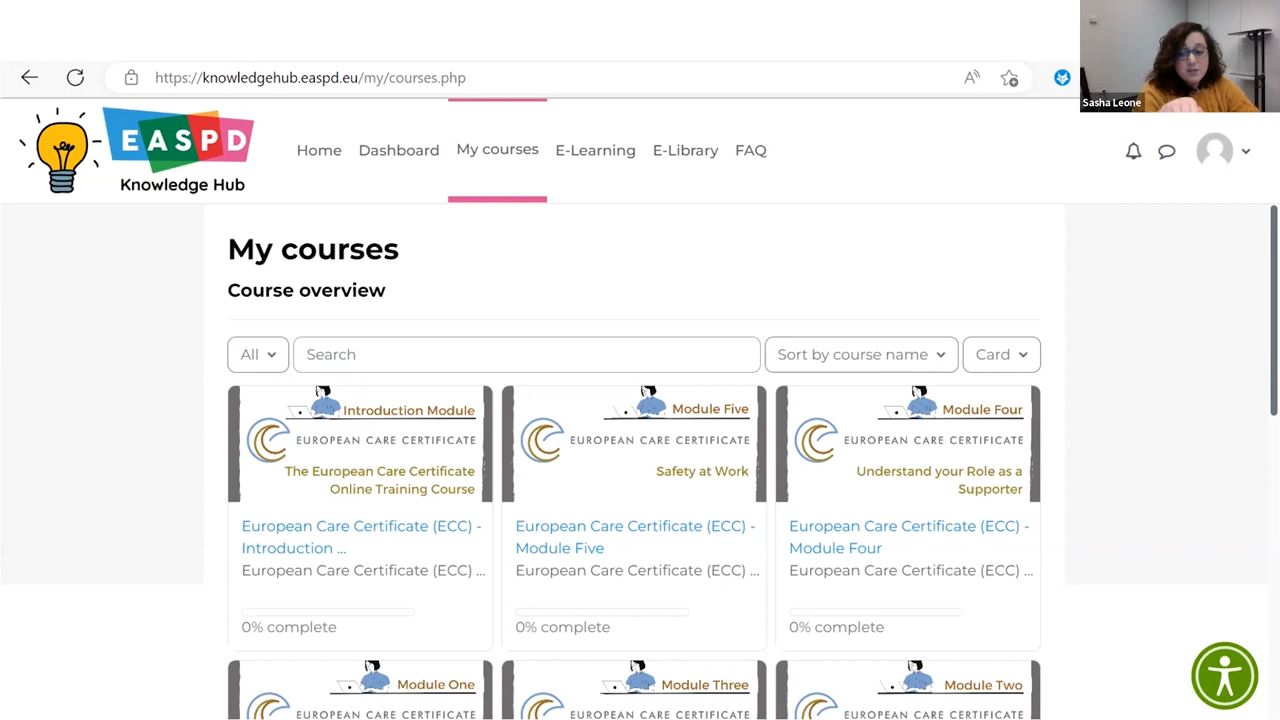 https://knowledgehub.easpd.eu/my/courses.php
Sasha Leone
EASPD
Knowledge Hub
Home Dashboard My courses E-Learning E-Library FAQ
My courses
Course overview
All Search Sort by course name Card
Introduction Module
EUROPEAN CARE CERTIFICATE
The European Care Certificate
Online Training Course
European Care Certificate (ECC) -
Introduction ...
European Care Certificate (ECC) ...
0% complete
Module Five
EUROPEAN CARE CERTIFICATE
Safety at Work
European Care Certificate (ECC) -
Module Five
European Care Certificate (ECC) ...
0% complete
Module Four
EUROPEAN CARE CERTIFICATE
Understand your Role as a
Supporter
European Care Certificate (ECC) -
Module Four
European Care Certificate (ECC) ...
0% complete
Module One
EUROPEAN CARE CERTIFICATE
Module Three
EUROPEAN CARE CERTIFICATE
Module Two
EUROPEAN CARE CERTIFICATE